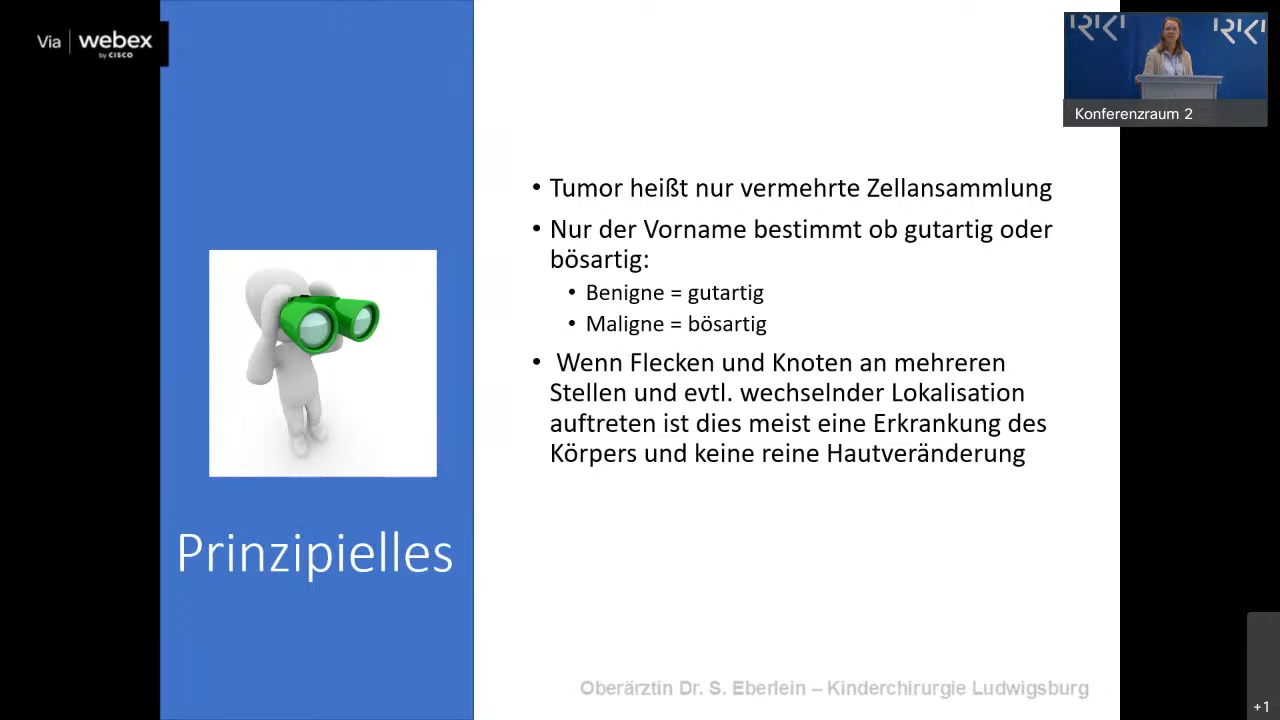 Via webex
by CISCO
Konferenzraum 2
• Tumor heißt nur vermehrte Zellansammlung
• Nur der Vorname bestimmt ob gutartig oder
bösartig:
• Benigne = gutartig
• Maligne = bösartig
• Wenn Flecken und Knoten an mehreren
Stellen und evtl. wechselnder Lokalisation
auftreten ist dies meist eine Erkrankung des
Körpers und keine reine Hautveränderung
Prinzipielles
Oberärztin Dr. S. Eberlein – Kinderchirurgie Ludwigsburg
+1